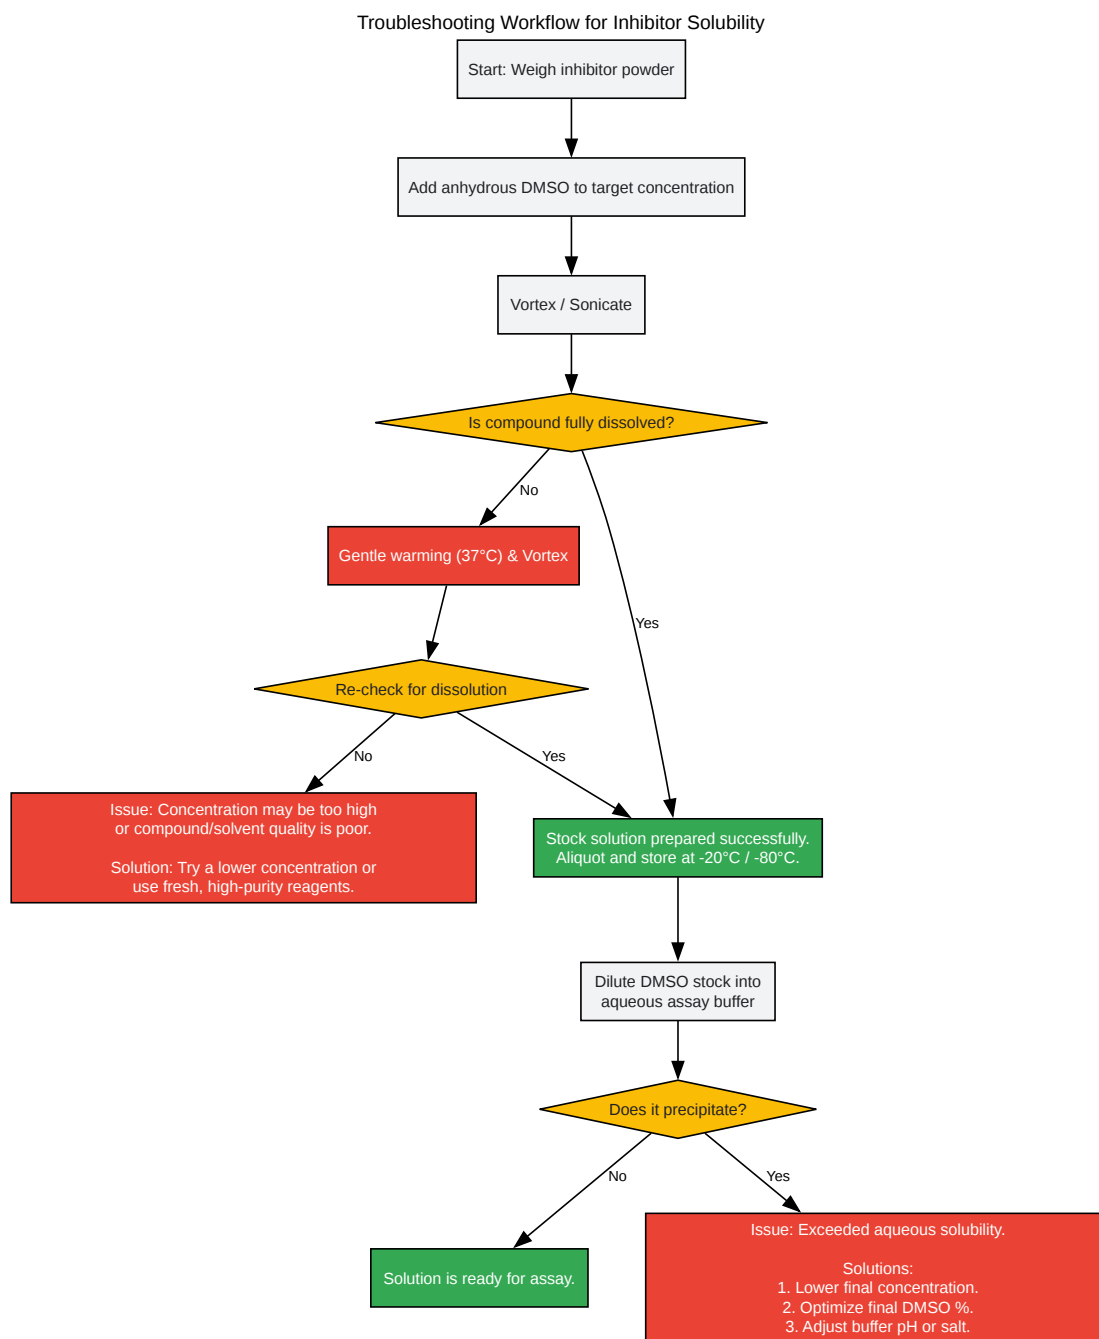 Troubleshooting Workflow for Inhibitor Solubility
Start: Weigh inhibitor powder
Add anhydrous DMSO to target concentration
Vortex / Sonicate
Is compound fully dissolved?
No
Gentle warming (37°C) & Vortex
Yes
Re-check for dissolution
No
Yes
Issue: Concentration may be too high
or compound/solvent quality is poor.
Solution: Try a lower concentration or
use fresh, high-purity reagents.
Stock solution prepared successfully.
Aliquot and store at -20°C / -80°C.
Dilute DMSO stock into
aqueous assay buffer
Does it precipitate?
No
Yes
Solution is ready for assay.
Issue: Exceeded aqueous solubility.
Solutions:
1. Lower final concentration.
2. Optimize final DMSO %.
3. Adjust buffer pH or salt.